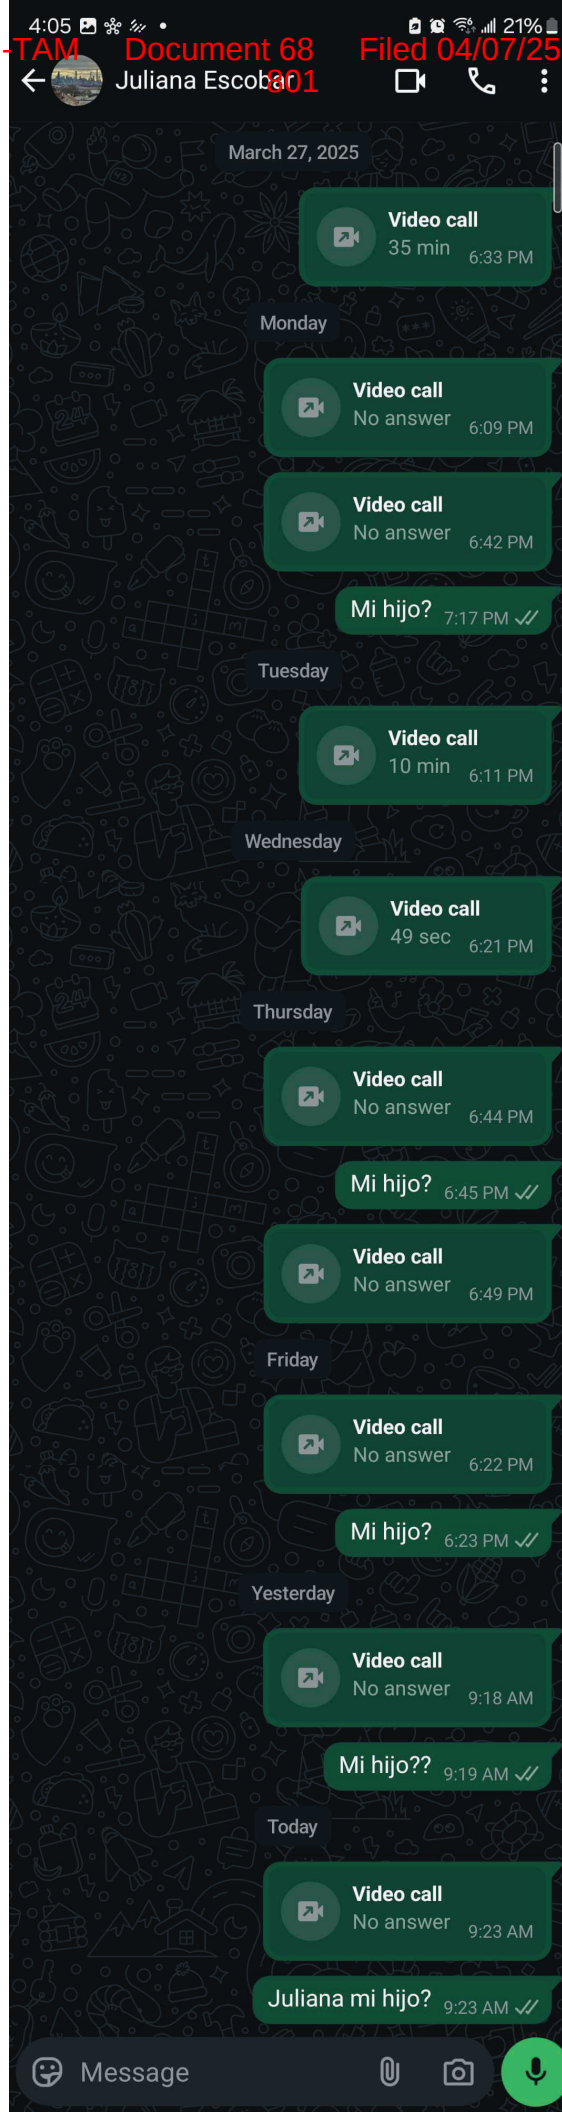 4:05 21%
-TAM Document 68 Filed 04/07/25
801
Juliana Escobar
March 27, 2025
Video call
35 min 6:33 PM
Monday
Video call
No answer 6:09 PM
Video call
No answer 6:42 PM
Mi hijo? 7:17 PM
Tuesday
Video call
10 min 6:11 PM
Wednesday
Video call
49 sec 6:21 PM
Thursday
Video call
No answer 6:44 PM
Mi hijo? 6:45 PM
Video call
No answer 6:49 PM
Friday
Video call
No answer 6:22 PM
Mi hijo? 6:23 PM
Yesterday
Video call
No answer 9:18 AM
Mi hijo?? 9:19 AM
Today
Video call
No answer 9:23 AM
Juliana mi hijo? 9:23 AM
Message